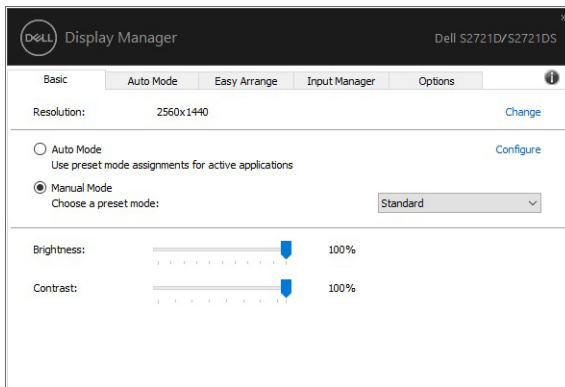 DELL Display Manager Dell S2721D/S2721DS
Basic Auto Mode Easy Arrange Input Manager Options
Resolution: 2560x1440 Change
Auto Mode Configure
Use preset mode assignments for active applications
Manual Mode
Choose a preset mode: Standard
Brightness: 100%
Contrast: 100%